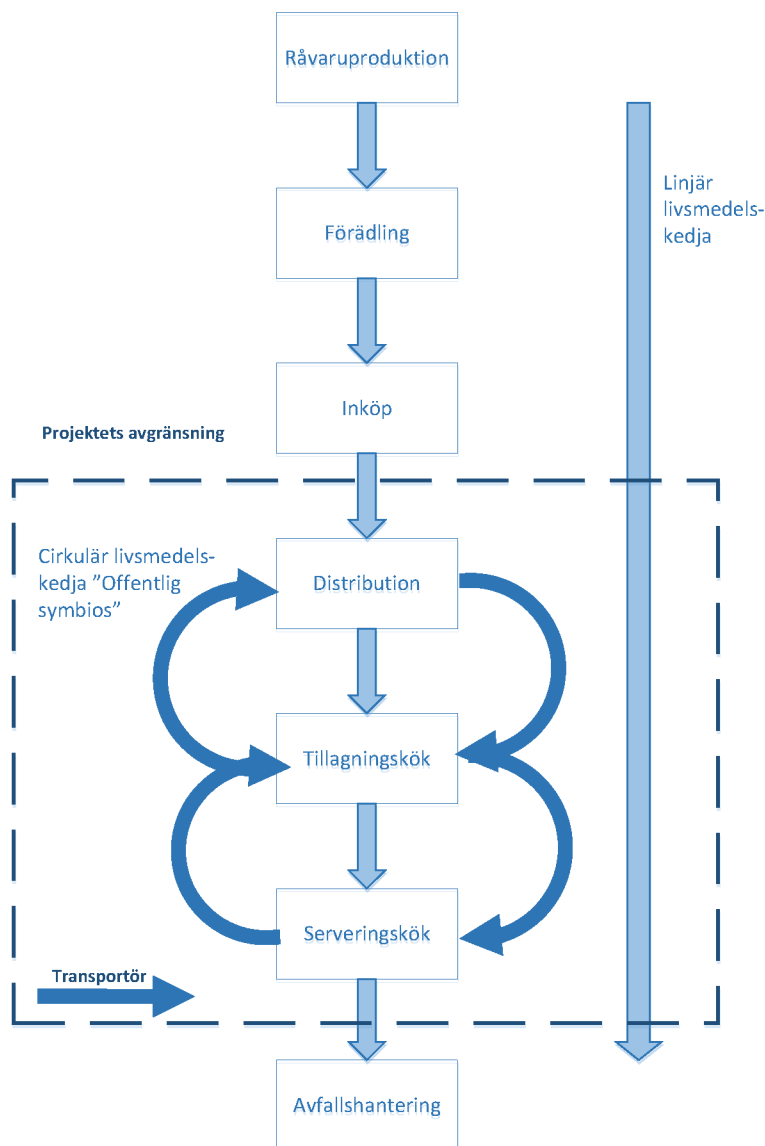 Råvaruproduktion
Linjär
livsmedels-
kedja
Förädling
Inköp
Projektets avgränsning
Cirkulär livsmedels-
kedja ”Offentlig
symbios”
Distribution
Tillagningskök
Serveringskök
Transportör
Avfallshantering